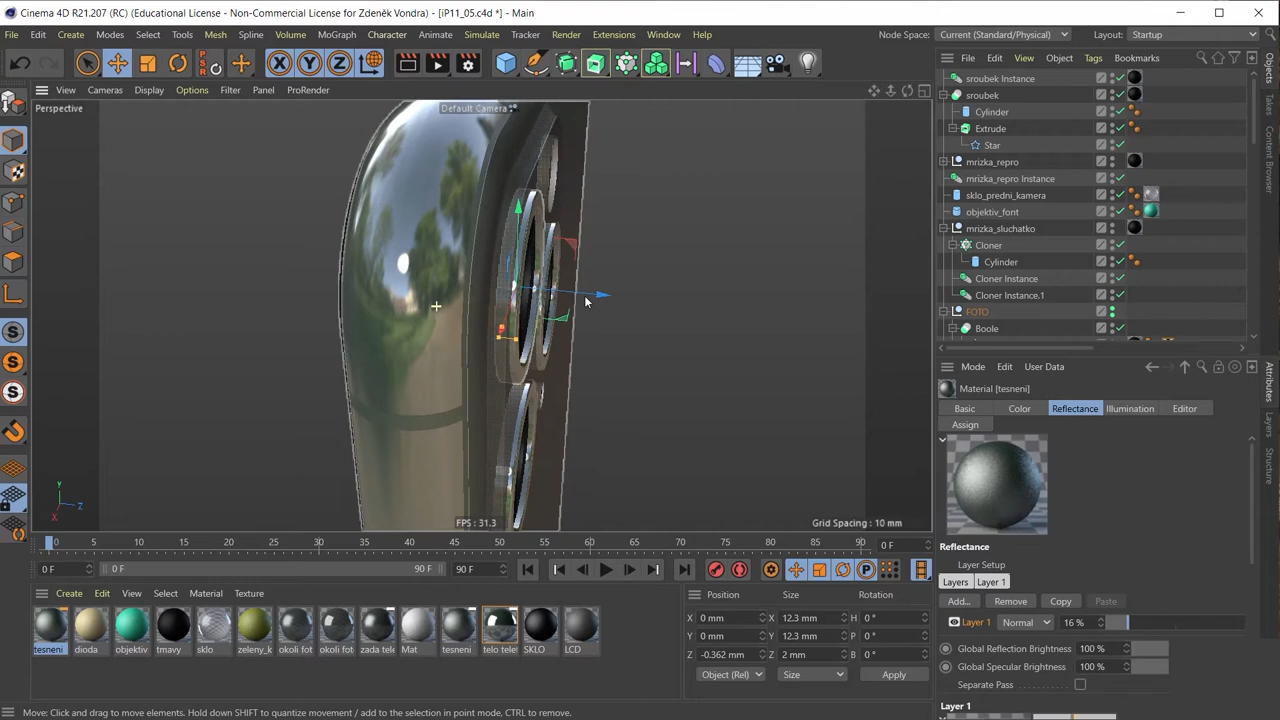 Cinema 4D R21.207 (RC) (Educational License - Non-Commercial License for Zdeněk Vondra) - [iP11_05.c4d *] - Main
File Edit Create Modes Select Tools Mesh Spline Volume MoGraph Character Animate Simulate Tracker Render Extensions Window Help Node Space: Current (Standard/Physical) Layout: Startup
PSR
0
X Y Z
View Cameras Display Options Filter Panel ProRender
File Edit View Object Tags Bookmarks
Perspective
Default Camera
sroubek Instance
sroubek
Cylinder
Extrude
Star
mrizka_repro
mrizka_repro Instance
sklo_predni_kamera
objektiv_font
mrizka_sluchatko
Cloner
Cylinder
Cloner Instance
Cloner Instance.1
FOTO
Boole
Objects
Takes
Content Browser
Mode Edit User Data
Material [tesneni]
Basic Color Reflectance Illumination Editor
Assign
Attributes
Layers
Structure
Y
Z
X
FPS : 31.3
Grid Spacing : 10 mm
0 5 10 15 20 25 30 35 40 45 50 55 60 65 70 75 80 85 90 0 F
0 F 0 F 90 F 90 F
P
Reflectance
Layer Setup
Layers Layer 1
Add... Remove Copy Paste
Layer 1 Normal 16 %
Global Reflection Brightness 100 %
Global Specular Brightness 100 %
Separate Pass
Layer 1
Create Edit View Select Material Texture
tesneni dioda objektiv tmavy sklo zeleny_k okoli fot okoli fot zada tele Mat tesneni telo telef SKLO LCD
Position Size Rotation
X 0 mm X 12.3 mm H 0 °
Y 0 mm Y 12.3 mm P 0 °
Z -0.362 mm Z 2 mm B 0 °
Object (Rel) Size Apply
Move: Click and drag to move elements. Hold down SHIFT to quantize movement / add to the selection in point mode, CTRL to remove.